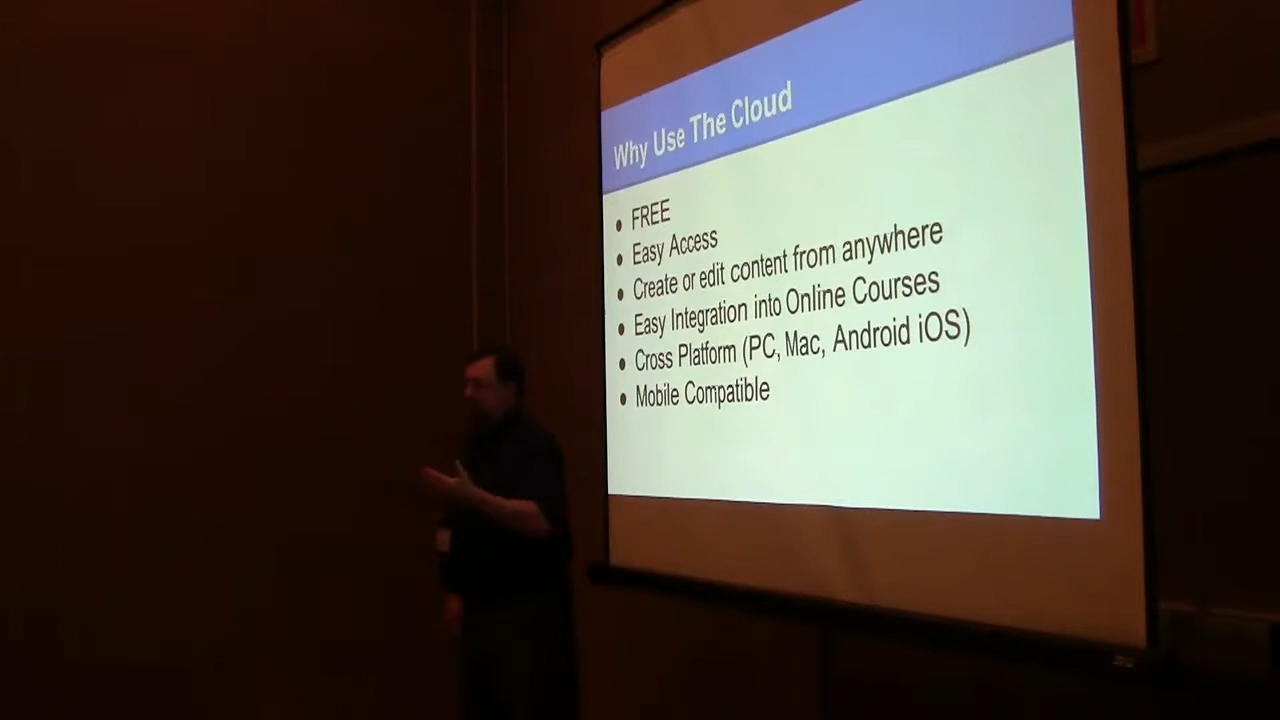 Why Use The Cloud
● FREE
● Easy Access
● Create or edit content from anywhere
● Easy Integration into Online Courses
● Cross Platform (PC, Mac, Android iOS)
● Mobile Compatible